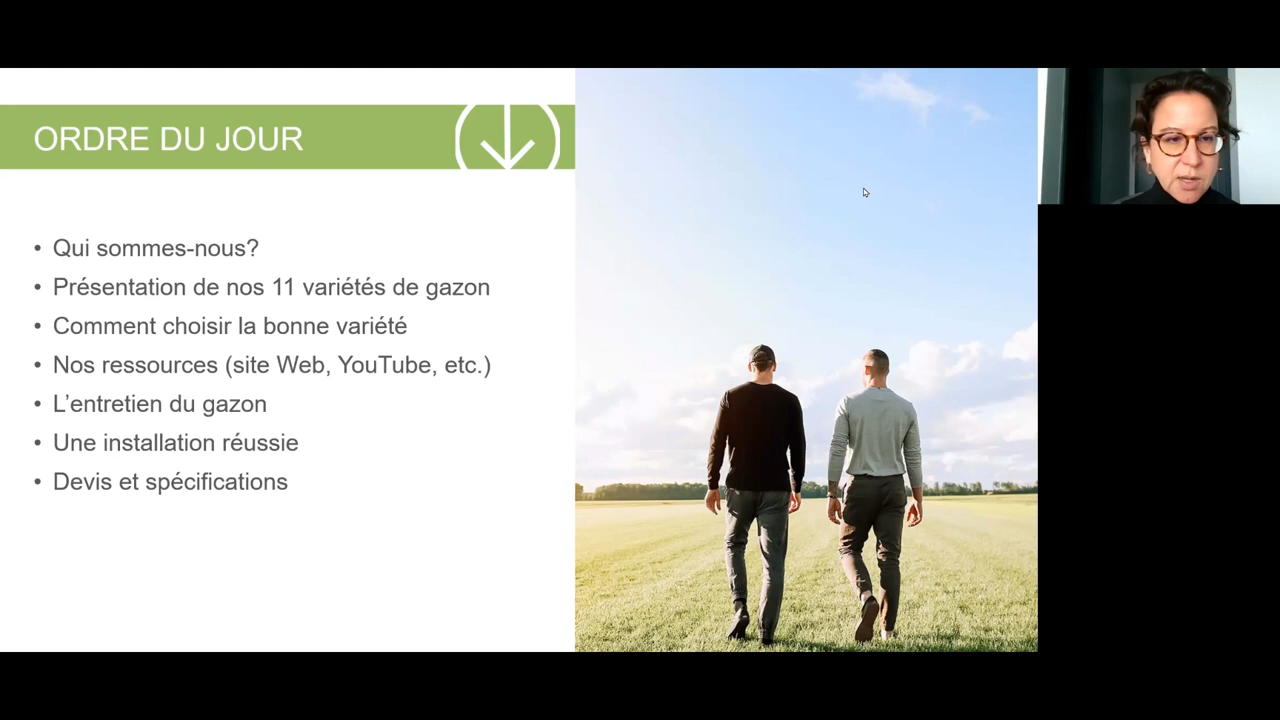 ORDRE DU JOUR
• Qui sommes-nous?
• Présentation de nos 11 variétés de gazon
• Comment choisir la bonne variété
• Nos ressources (site Web, YouTube, etc.)
• L’entretien du gazon
• Une installation réussie
• Devis et spécifications